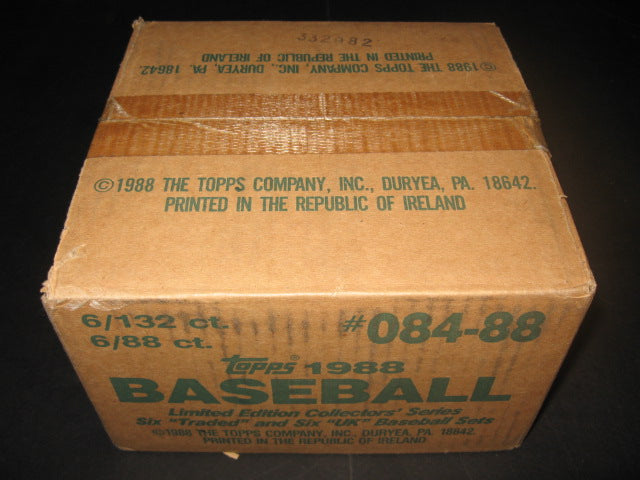 332982
©1988 THE TOPPS COMPANY, INC., DURYEA, PA. 18642
PRINTED IN THE REPUBLIC OF IRELAND
©1988 THE TOPPS COMPANY, INC., DURYEA, PA. 18642.
PRINTED IN THE REPUBLIC OF IRELAND
6/132 ct.
6/88 ct.
#084-88
topps 1988
BASEBALL
Limited Edition Collectors' Series
Six "Traded" and Six "UK" Baseball Sets
©1988 THE TOPPS COMPANY, INC., DURYEA, PA. 18642.
PRINTED IN THE REPUBLIC OF IRELAND